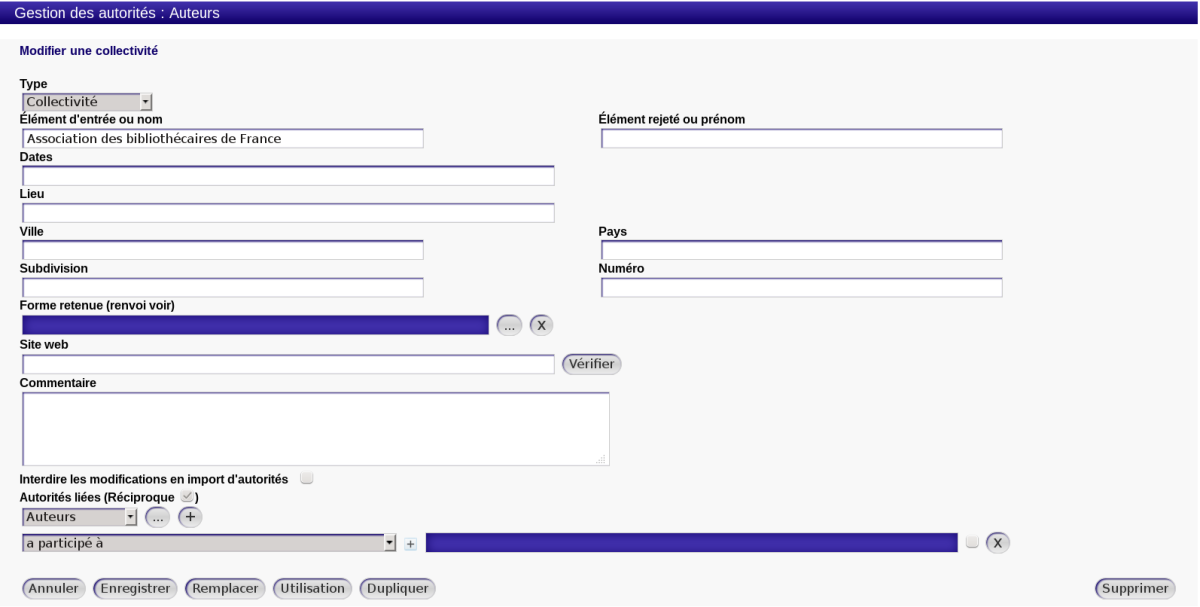 Gestion des autorités : Auteurs
Modifier une collectivité
Type
Collectivité
Élément d'entrée ou nom
Élément rejeté ou prénom
Association des bibliothécaires de France
Dates
Lieu
Ville
Pays
Subdivision
Numéro
Forme retenue (renvoi voir)
... X
Site web
Vérifier
Commentaire
Interdire les modifications en import d'autorités
Autorités liées (Réciproque )
Auteurs ... +
a participé à + X
Annuler Enregistrer Remplacer Utilisation Dupliquer Supprimer